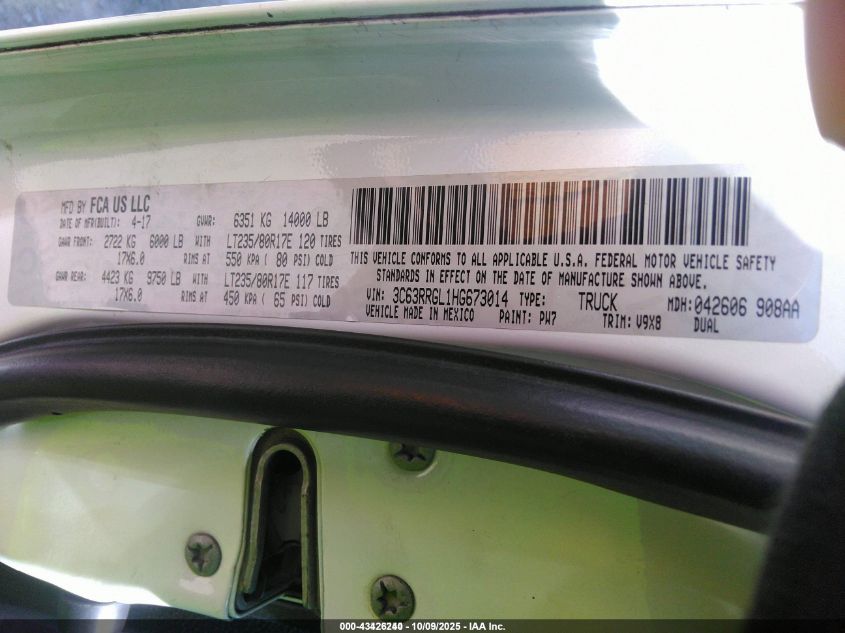 MFD BY FCA US LLC
DATE OF MFR(BUILT): 4-17 GVWR: 6351 KG 14000 LB
GAWR FRONT: 2722 KG 6000 LB WITH LT235/80R17E 120 TIRES
17X6.0 RIMS AT 550 KPA ( 80 PSI) COLD
GAWR REAR: 4423 KG 9750 LB WITH LT235/80R17E 117 TIRES
17X6.0 RIMS AT 450 KPA ( 65 PSI) COLD
THIS VEHICLE CONFORMS TO ALL APPLICABLE U.S.A. FEDERAL MOTOR VEHICLE SAFETY
STANDARDS IN EFFECT ON THE DATE OF MANUFACTURE SHOWN ABOVE.
VIN: 3C63RRGL1HG673014 TYPE: TRUCK MDH: 042606 908AA
VEHICLE MADE IN MEXICO PAINT: PW7 TRIM: V9X8 DUAL
10/09/2025 - IAA Inc.